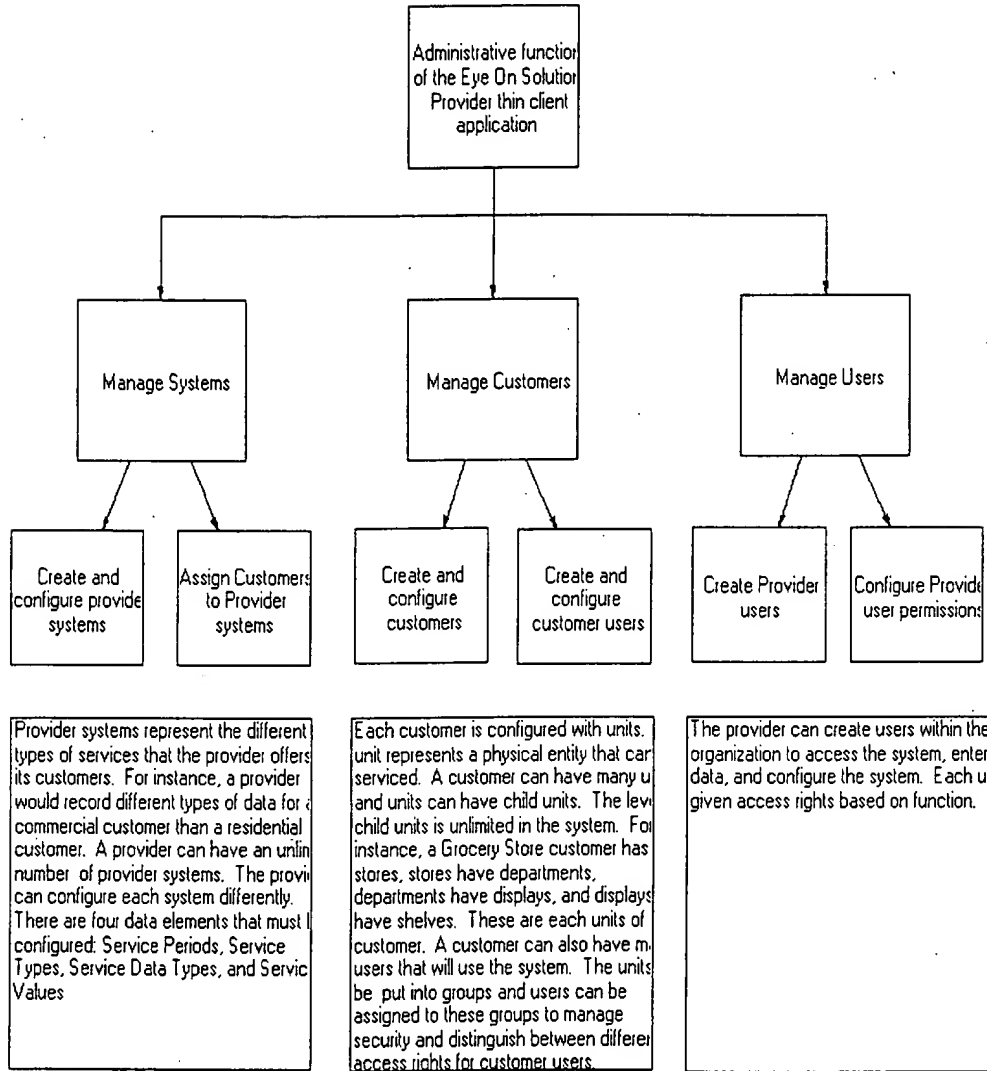 Administrative function
of the Eye On Solution
Provider thin client
application
Manage Systems
Manage Customers
Manage Users
Create and
configure provide
systems
Assign Customers
to Provider
systems
Create and
configure
customers
Create and
configure
customer users
Create Provider
users
Configure Provide
user permissions
Provider systems represent the different
types of services that the provider offers
its customers. For instance, a provider
would record different types of data for a
commercial customer than a residential
customer. A provider can have an unlin
number of provider systems. The provi
can configure each system differently.
There are four data elements that must
configured: Service Periods, Service
Types, Service Data Types, and Servic
Values
Each customer is configured with units.
unit represents a physical entity that can
serviced. A customer can have many u
and units can have child units. The leve
child units is unlimited in the system. For
instance, a Grocery Store customer has
stores, stores have departments,
departments have displays, and displays
have shelves. These are each units of
customer. A customer can also have m
users that will use the system. The units
be put into groups and users can be
assigned to these groups to manage
security and distinguish between differen
access rights for customer users.
The provider can create users within the
organization to access the system, enter
data, and configure the system. Each u
given access rights based on function.